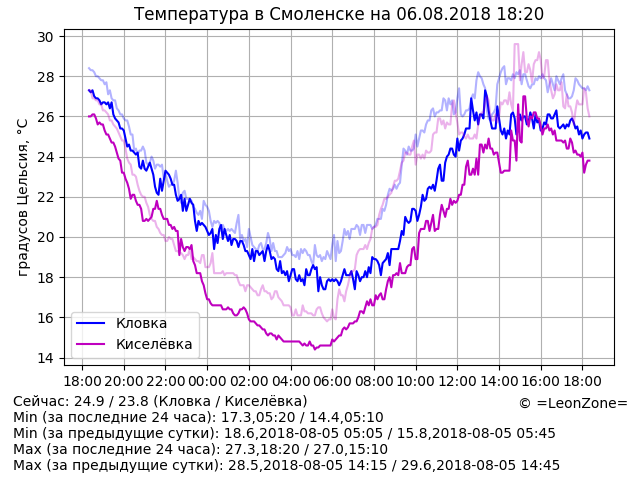 Температура в Смоленске на 06.08.2018 18:20
градусов Цельсия, °C
30
28
26
24
22
20
18
16
14
Кловка
Киселёвка
18:00 20:00 22:00 00:00 02:00 04:00 06:00 08:00 10:00 12:00 14:00 16:00 18:00
Сейчас: 24.9 / 23.8 (Кловка / Киселёвка)
© =LeonZone=
Min (за последние 24 часа): 17.3,05:20 / 14.4,05:10
Min (за предыдущие сутки): 18.6,2018-08-05 05:05 / 15.8,2018-08-05 05:45
Max (за последние 24 часа): 27.3,18:20 / 27.0,15:10
Max (за предыдущие сутки): 28.5,2018-08-05 14:15 / 29.6,2018-08-05 14:45